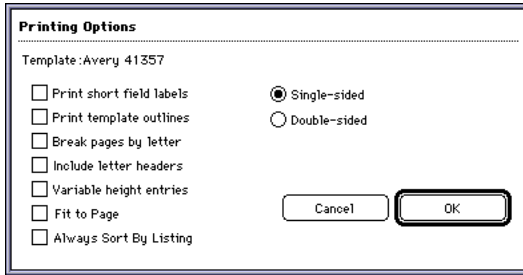 Printing Options
Template:Avery 41357
Print short field labels
Print template outlines
Break pages by letter
Include letter headers
Variable height entries
Fit to Page
Always Sort By Listing
Single-sided
Double-sided
Cancel
OK